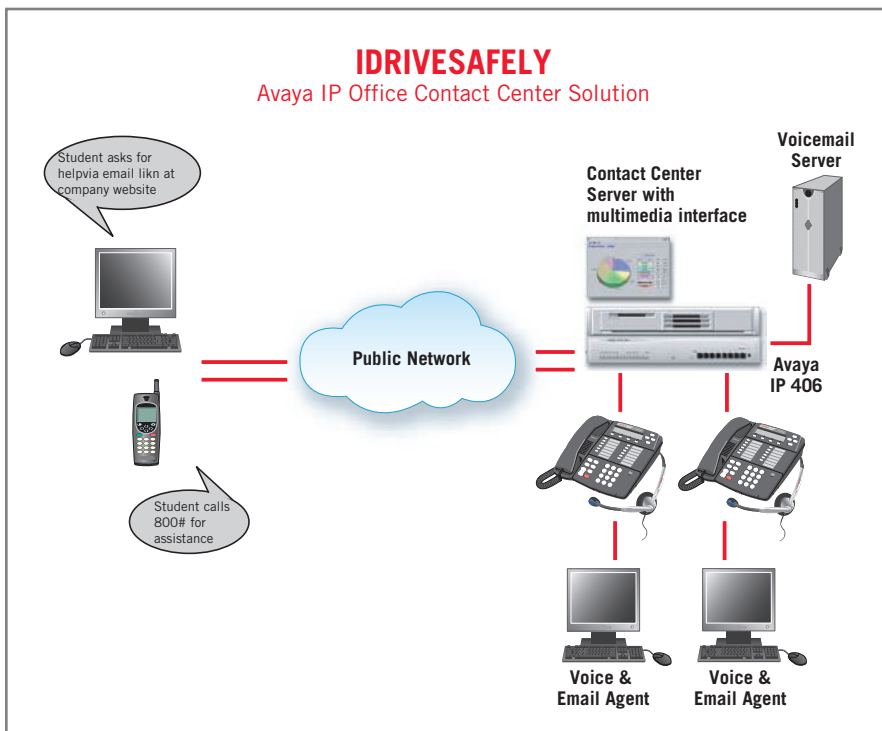 IDRIVESAFELY
Avaya IP Office Contact Center Solution
Student asks for
helpvia email likn at
company website
Voicemail
Server
Contact Center
Server with
multimedia interface
Public Network
Avaya
IP 406
Student calls
800# for
assistance
Voice &
Email Agent
Voice &
Email Agent